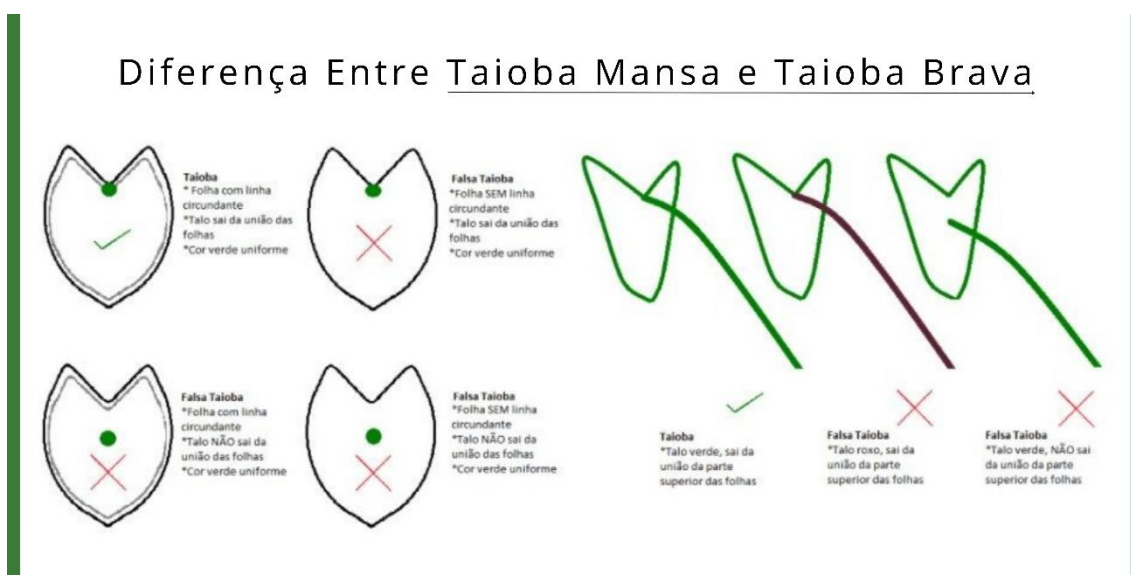 Diferença Entre Taioba Mansa e Taioba Brava
Taioba
* Folha com linha
circundante
*Talo sai da união das
folhas
*Cor verde uniforme
Falsa Taioba
*Folha SEM linha
circundante
*Talo sai da união das
folhas
*Cor verde uniforme
Falsa Taioba
*Folha com linha
circundante
*Talo NÃO sai da
união das folhas
*Cor verde uniforme
Falsa Taioba
*Folha SEM linha
circundante
*Talo NÃO sai da
união das folhas
*Cor verde uniforme
Taioba
*Talo verde, sai da
união da parte
superior das folhas
Falsa Taioba
*Talo roxo, sai da
união da parte
superior das folhas
Falsa Taioba
*Talo verde, NÃO sai
da união da parte
superior das folhas